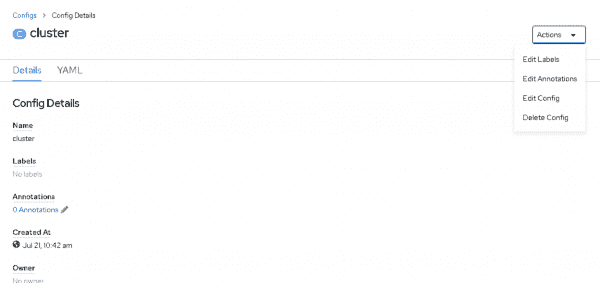 Configs > Config Details
C cluster
Actions
Edit Labels
Edit Annotations
Edit Config
Delete Config
Details YAML
Config Details
Name
cluster
Labels
No labels
Annotations
0 Annotations
Created At
Jul 21, 10:42 am
Owner
No owner